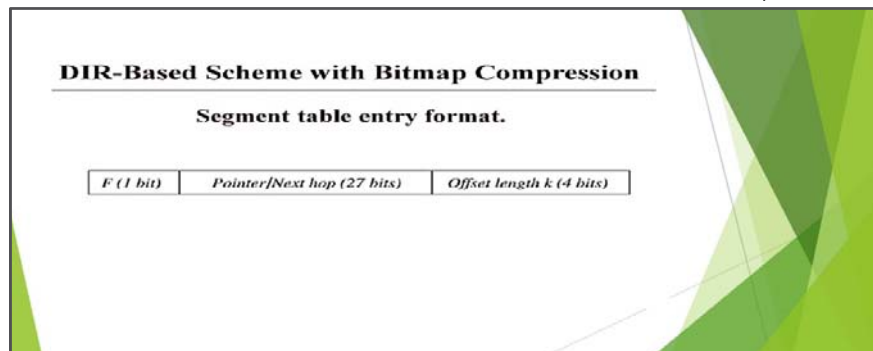 DIR-Based Scheme with Bitmap Compression
Segment table entry format.
F (1 bit) Pointer/Next hop (27 bits) Offset length k (4 bits)